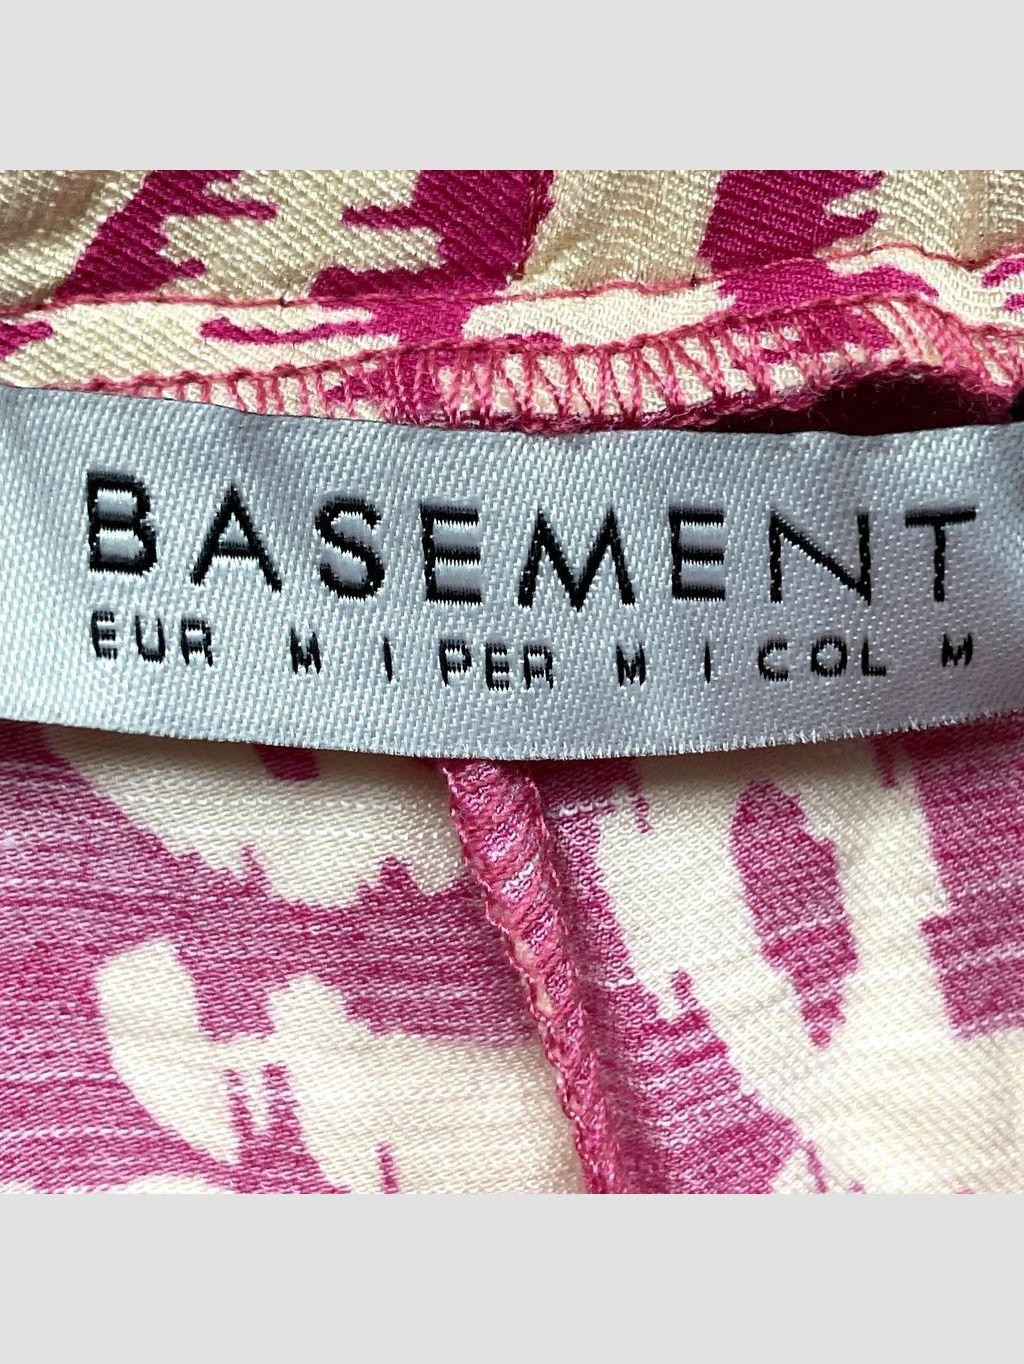 BASEMENT
EUR M | PER M | COL M